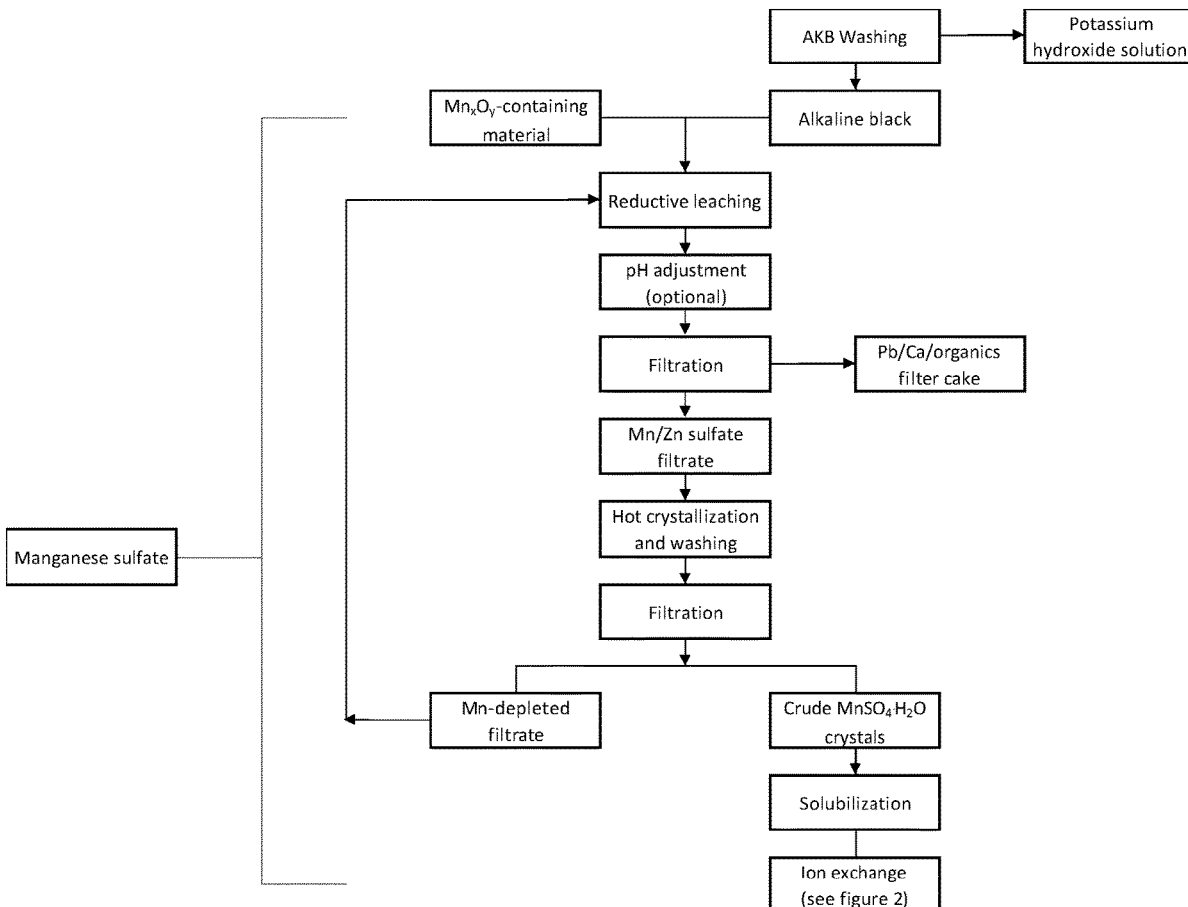 AKB Washing
Potassium
hydroxide solution
MnₓOᵧ-containing
material
Alkaline black
Reductive leaching
pH adjustment
(optional)
Filtration
Pb/Ca/organics
filter cake
Mn/Zn sulfate
filtrate
Hot crystallization
and washing
Manganese sulfate
Filtration
Mn-depleted
filtrate
Crude MnSO₄·H₂O
crystals
Solubilization
Ion exchange
(see figure 2)